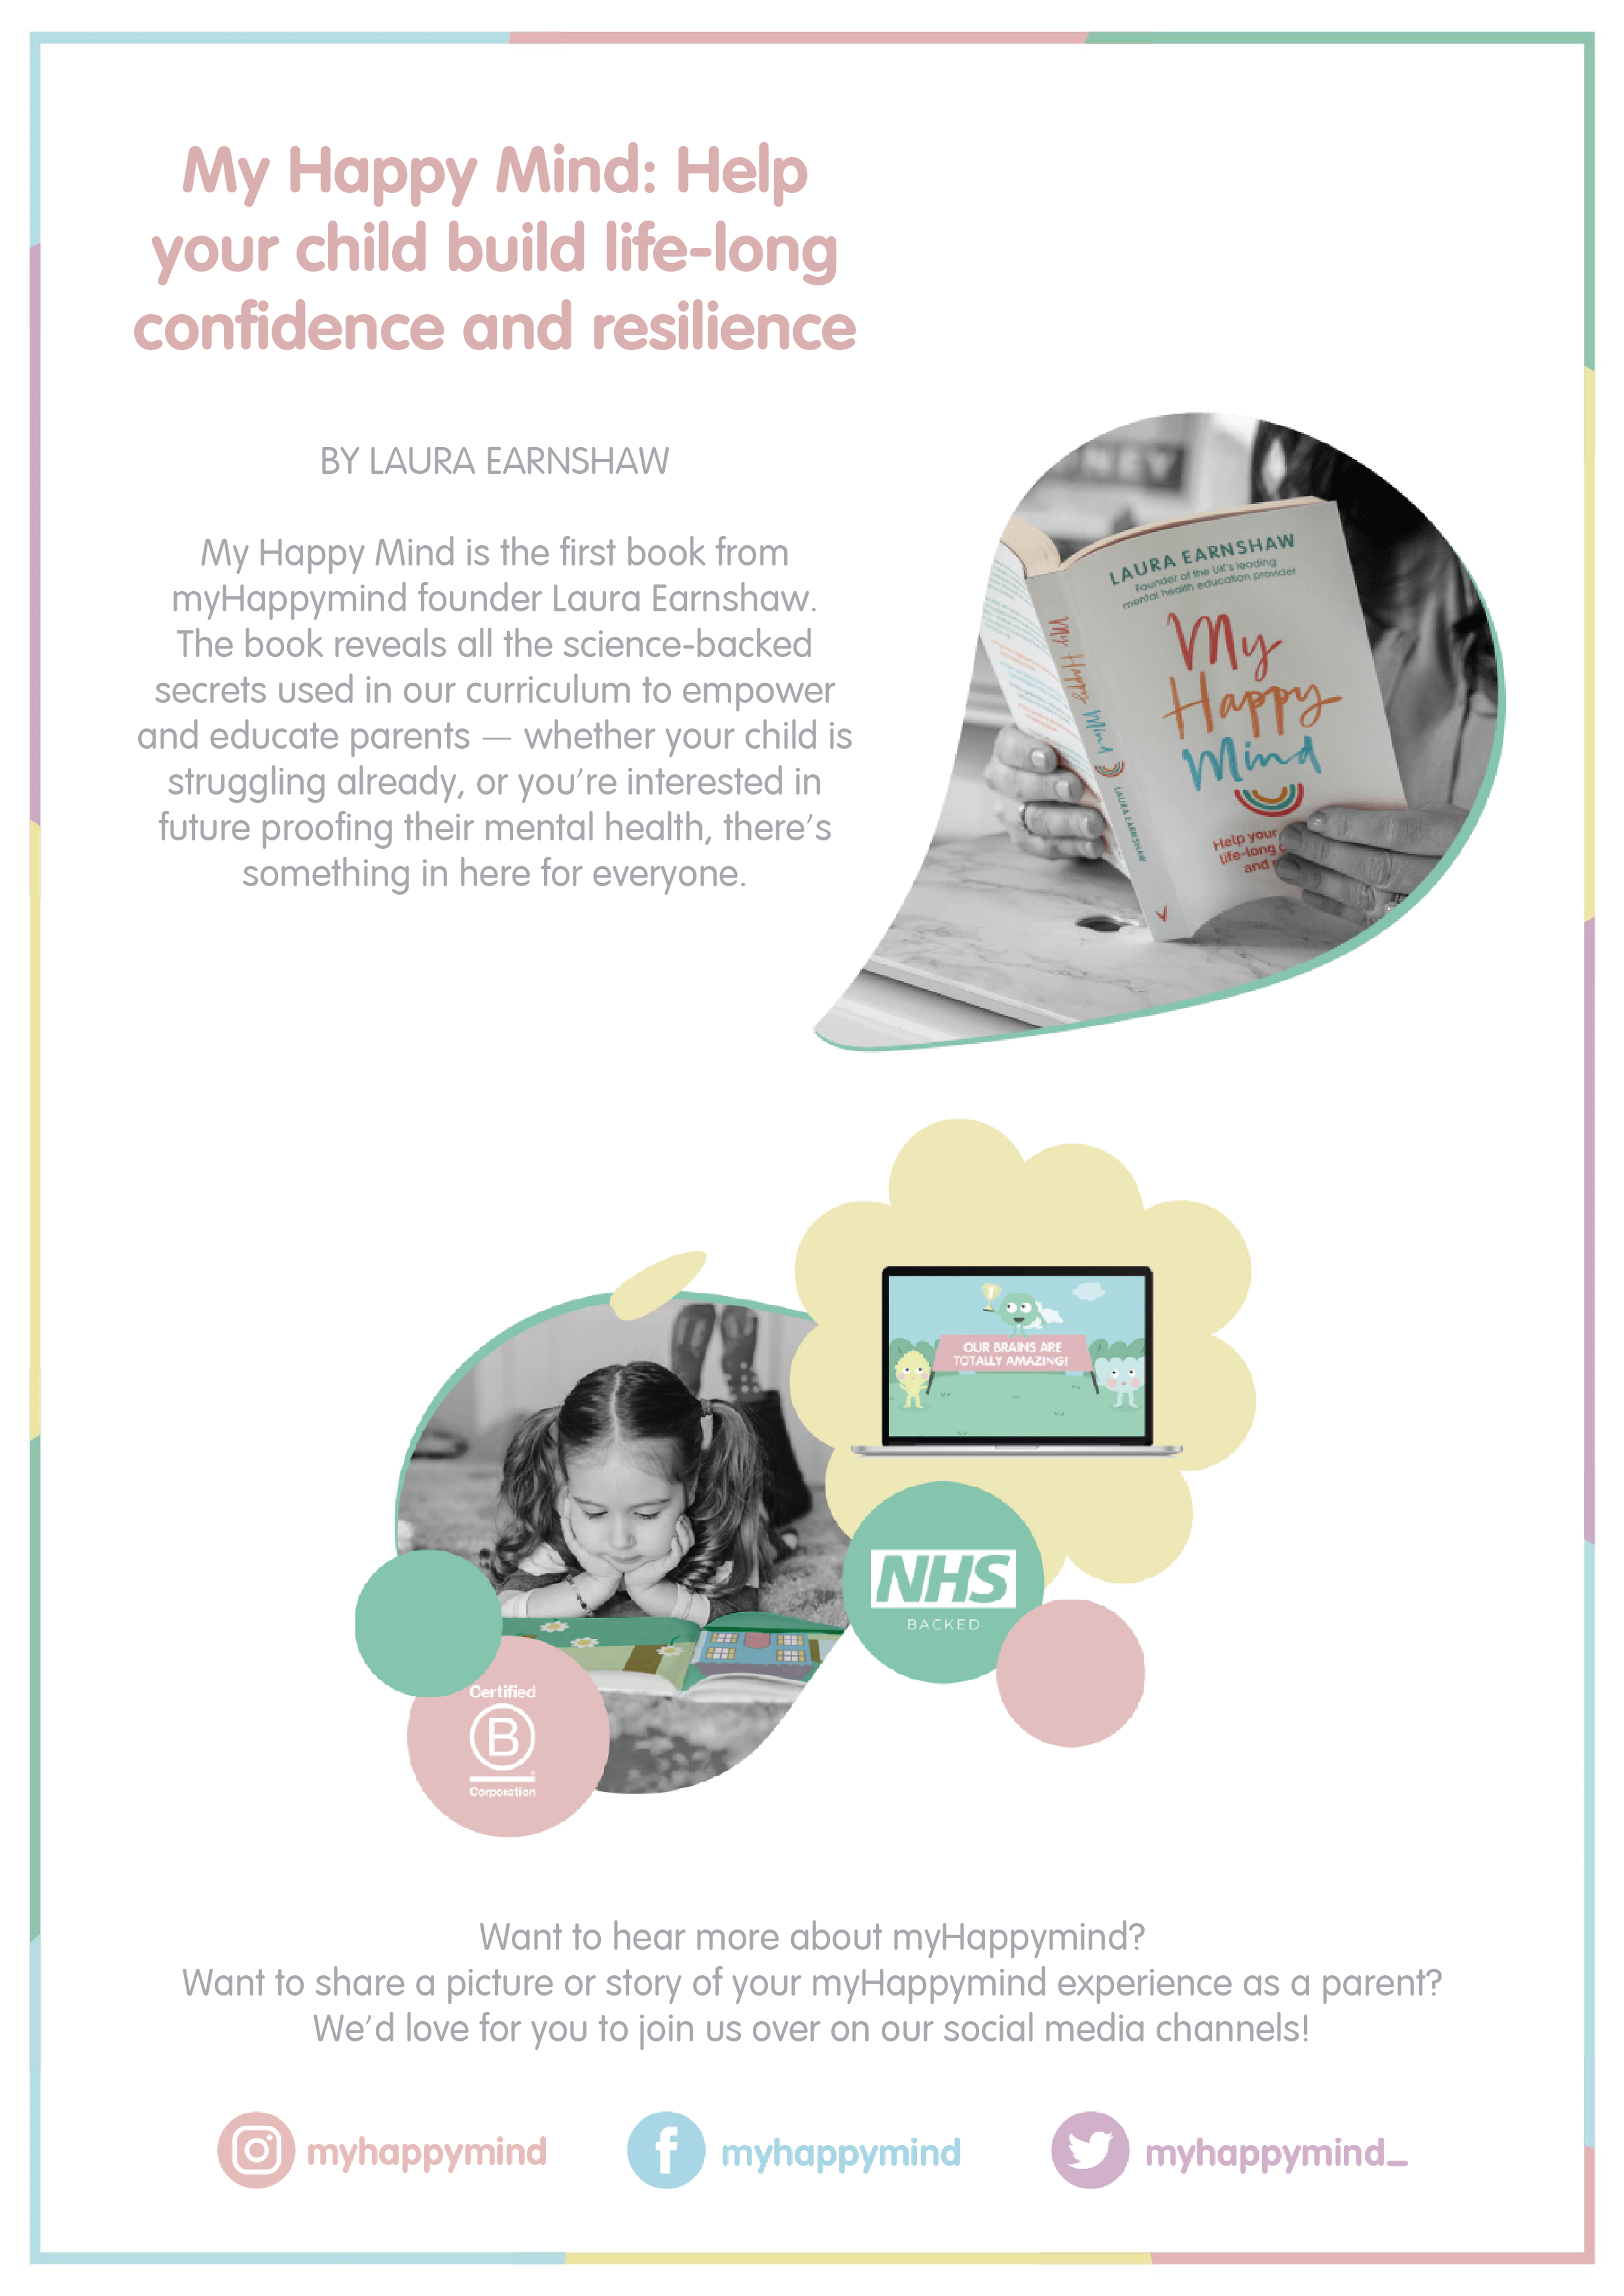 My Happy Mind: Help
your child build life-long
confidence and resilience
BY LAURA EARNSHAW
My Happy Mind is the first book from
myHappymind founder Laura Earnshaw.
The book reveals all the science-backed
secrets used in our curriculum to empower
and educate parents — whether your child is
struggling already, or you’re interested in
future proofing their mental health, there’s
something in here for everyone.
LAURA EARNSHAW
Founder of the UK's leading
mental health education provider
My
Happy
Mind
Help your
life-long
and
My Happy Mind
LAURA EARNSHAW
OUR BRAINS ARE
TOTALLY AMAZING!
NHS
BACKED
Certified
B
Corporation
Want to hear more about myHappymind?
Want to share a picture or story of your myHappymind experience as a parent?
We’d love for you to join us over on our social media channels!
myhappymind
myhappymind
myhappymind_